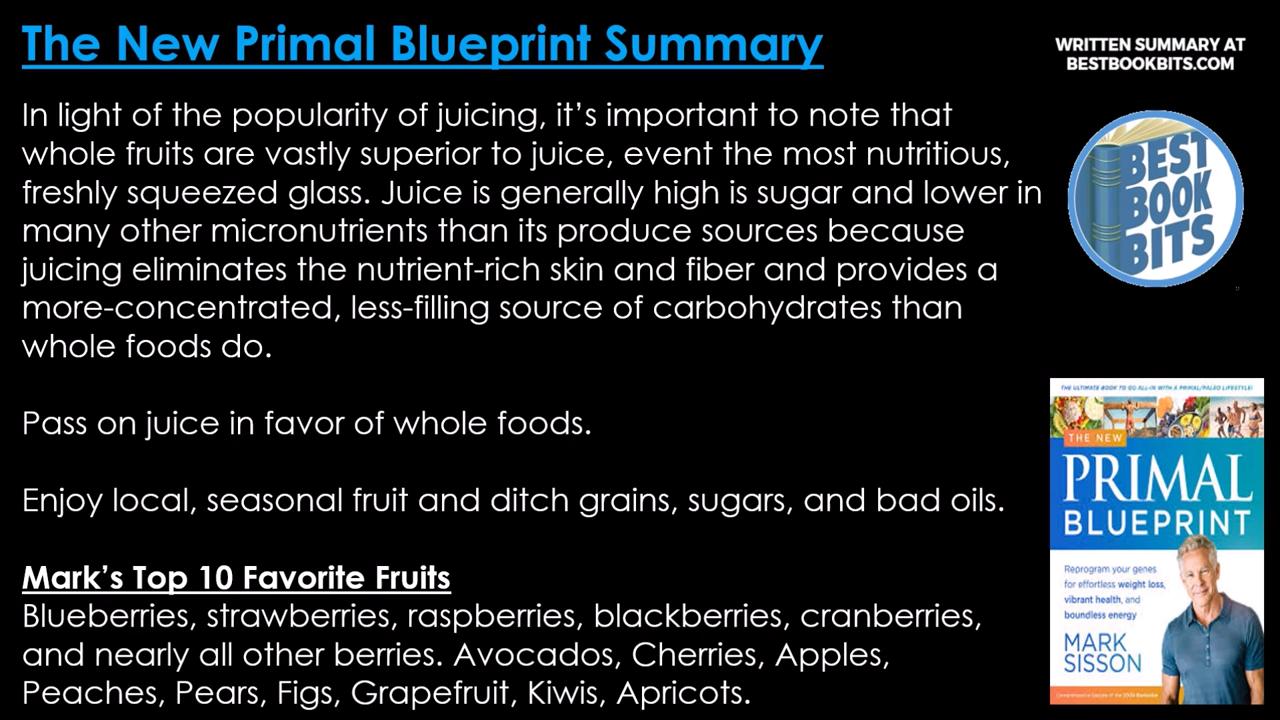 The New Primal Blueprint Summary
WRITTEN SUMMARY AT
BESTBOOKBITS.COM
In light of the popularity of juicing, it’s important to note that
whole fruits are vastly superior to juice, event the most nutritious,
freshly squeezed glass. Juice is generally high is sugar and lower in
many other micronutrients than its produce sources because
juicing eliminates the nutrient-rich skin and fiber and provides a
more-concentrated, less-filling source of carbohydrates than
whole foods do.
BEST
BOOK
BITS
Pass on juice in favor of whole foods.
Enjoy local, seasonal fruit and ditch grains, sugars, and bad oils.
Mark’s Top 10 Favorite Fruits
Blueberries, strawberries, raspberries, blackberries, cranberries,
and nearly all other berries. Avocados, Cherries, Apples,
Peaches, Pears, Figs, Grapefruit, Kiwis, Apricots.
THE ULTIMATE BOOK TO GO ALL-IN WITH A PRIMAL/PALEO LIFESTYLE!
THE NEW
PRIMAL
BLUEPRINT
Reprogram your genes
for effortless weight loss,
vibrant health, and
boundless energy
MARK
SISSON